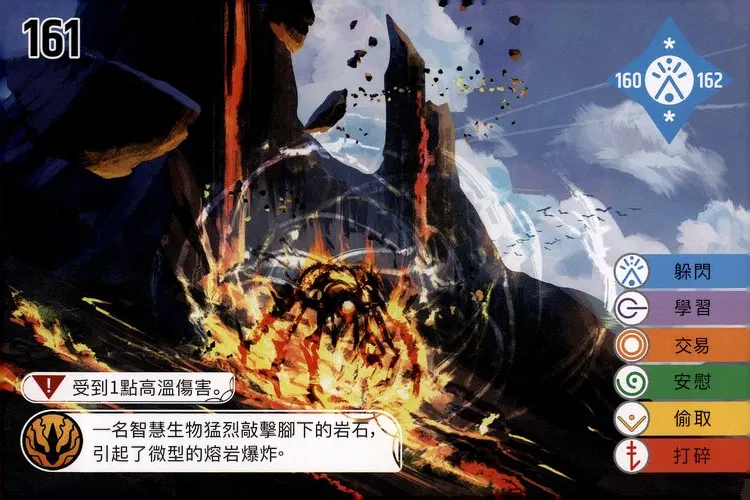 161
*
160 162
*
躲閃
學習
交易
安慰
偷取
打碎
! 受到1點高溫傷害。
一名智慧生物猛烈敲擊腳下的岩石，
引起了微型的熔岩爆炸。